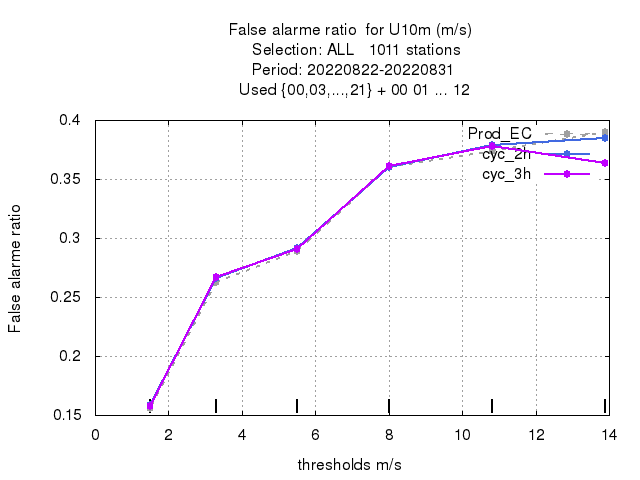 False alarme ratio  for U10m (m/s)
Selection: ALL   1011 stations
Period: 20220822-20220831
Used {00,03,...,21} + 00 01 ... 12
False alarme ratio
0.4
0.35
0.3
0.25
0.2
0.15
Prod_EC
cyc_2h
cyc_3h
0 2 4 6 8 10 12 14
thresholds m/s